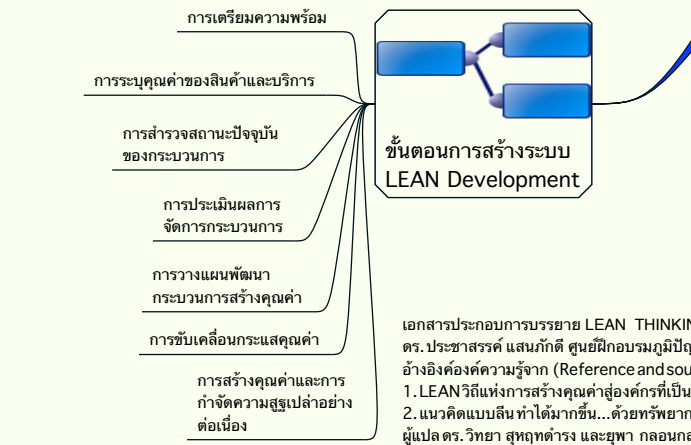 การเตรียมความพร้อม
การระบุคุณค่าของสินค้าและบริการ
การสำรวจสถานะปัจจุบัน
ของกระบวนการ
การประเมินผลการ
จัดการกระบวนการ
การวางแผนพัฒนา
กระบวนการสร้างคุณค่า
การขับเคลื่อนกระแสคุณค่า
การสร้างคุณค่าและการ
กำจัดความสูญเปล่าอย่าง
ต่อเนื่อง
ขั้นตอนการสร้างระบบ
LEAN Development
เอกสารประกอบการบรรยาย LEAN THINKIN
ดร. ประชาสรรค์ แสนภักดี ศูนย์ฝึกอบรมภูมิปัญ
อ้างอิงค์องค์ความรู้จาก (Reference and sou
1. LEAN วิถีแห่งการสร้างคุณค่าสู่องค์กรที่เป็น
2. แนวคิดแบบลีน ทำได้มากขึ้น...ด้วยทรัพยาก
ผู้แปล ดร. วิทยา สุหฤทดำรง และยุพา กลอนกล